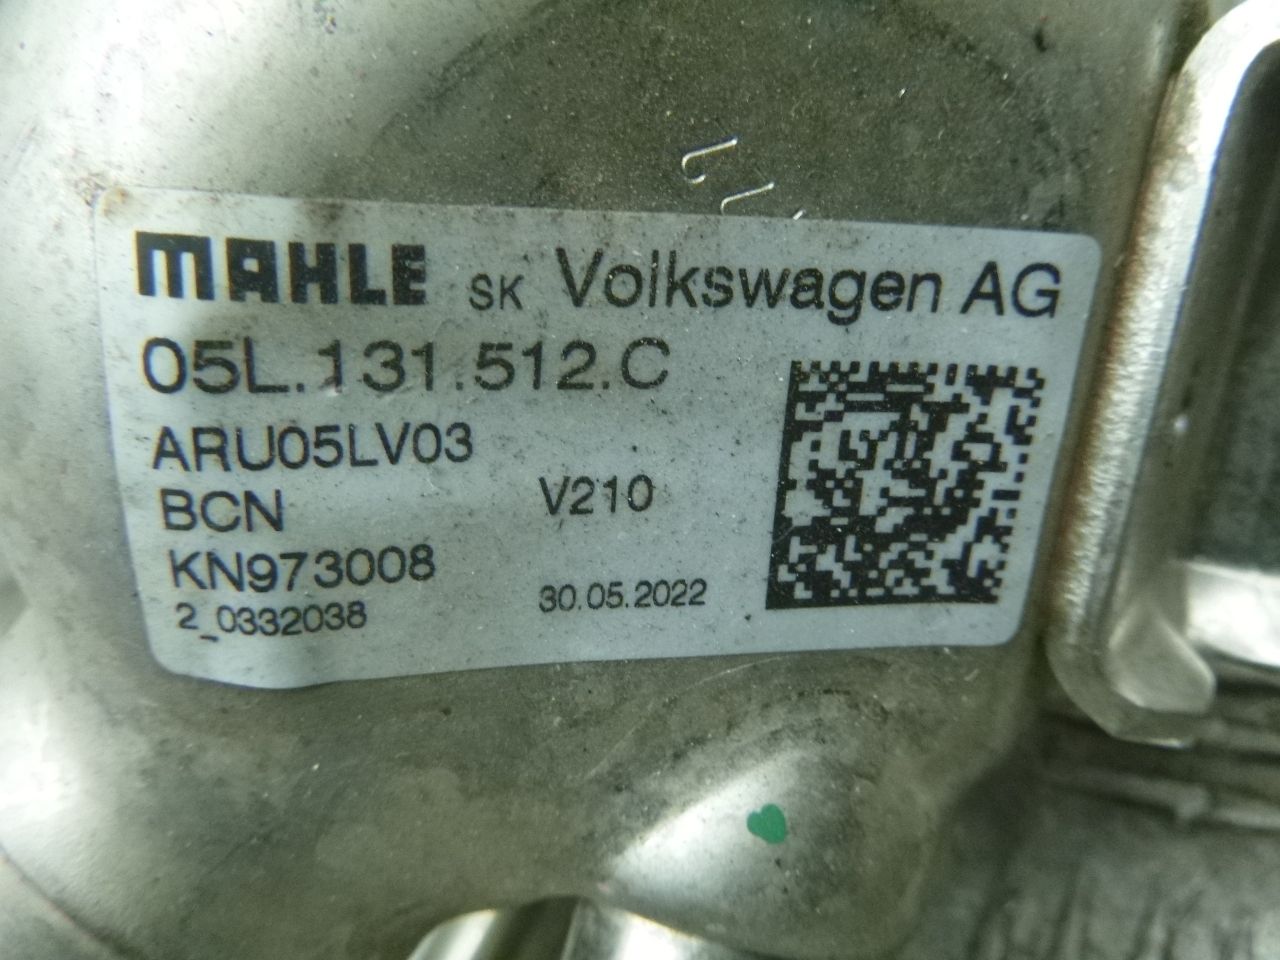 MAHLE SK Volkswagen AG
05L.131.512.C
ARU05LV03
BCN V210
KN973008
2_0332038 30.05.2022